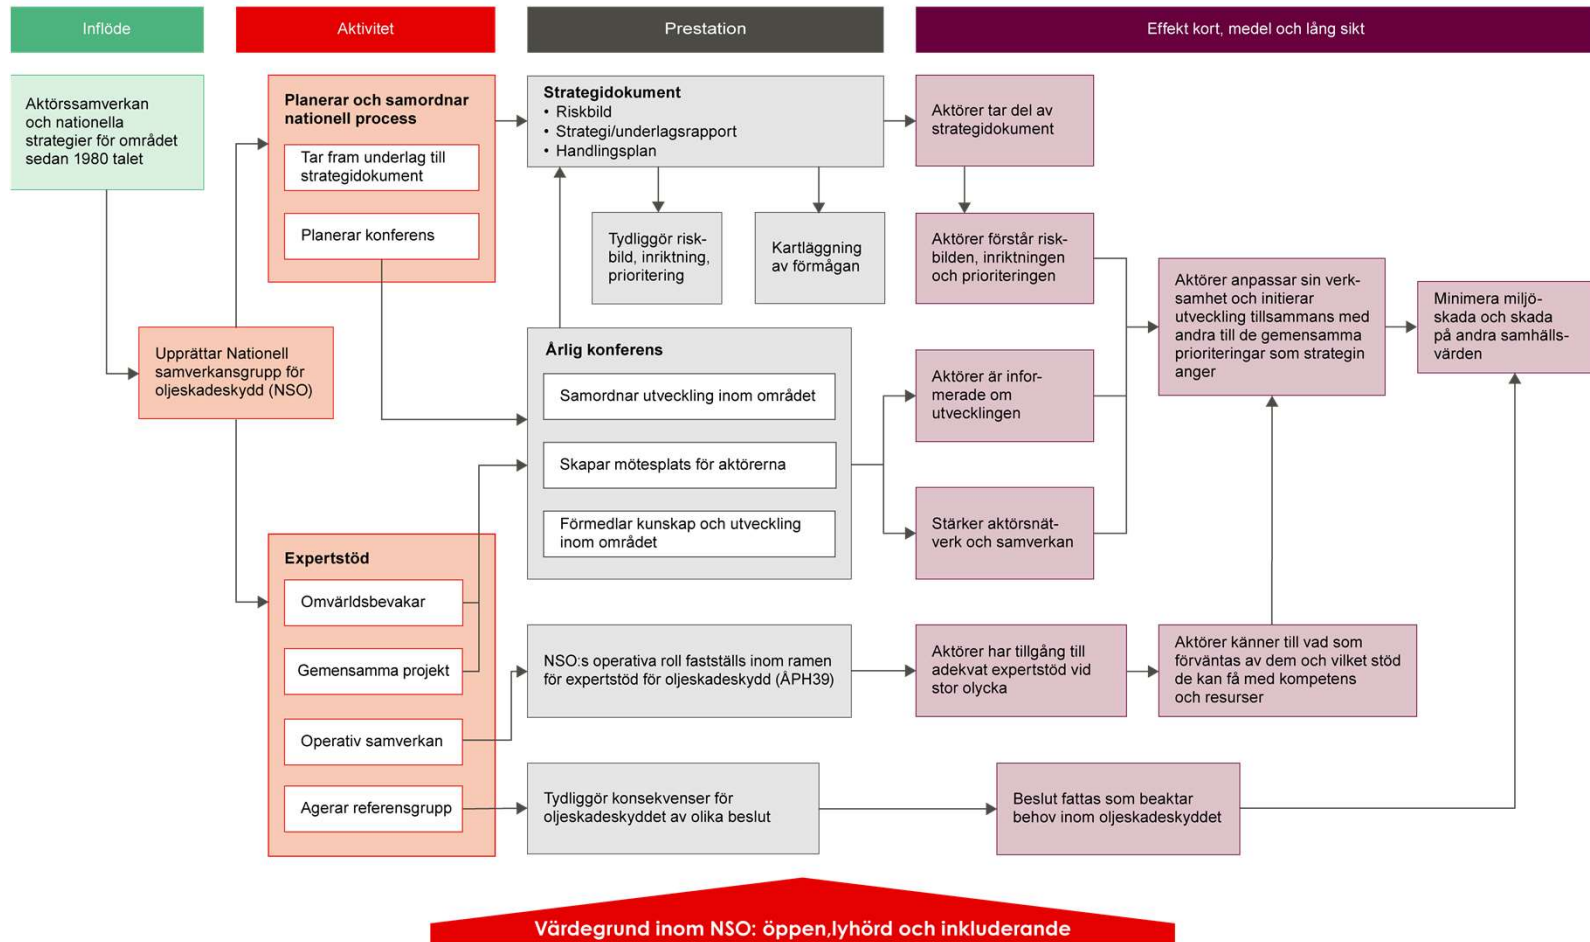 Inflöde
Aktivitet
Prestation
Effekt kort, medel och lång sikt
Aktörssamverkan
och nationella
strategier för området
sedan 1980 talet
Upprättar Nationell
samverkansgrupp för
oljeskadeskydd (NSO)
Planerar och samordnar
nationell process
Tar fram underlag till
strategidokument
Planerar konferens
Expertstöd
Omvärldsbevakar
Gemensamma projekt
Operativ samverkan
Agerar referensgrupp
Strategidokument
• Riskbild
• Strategi/underlagsrapport
• Handlingsplan
Tydliggör risk-
bild, inriktning,
prioritering
Kartläggning
av förmågan
Årlig konferens
Samordnar utveckling inom området
Skapar mötesplats för aktörerna
Förmedlar kunskap och utveckling
inom området
NSO:s operativa roll fastställs inom ramen
för expertstöd för oljeskadeskydd (ÅPH39)
Tydliggör konsekvenser för
oljeskadeskyddet av olika beslut
Aktörer tar del av
strategidokument
Aktörer förstår risk-
bilden, inriktningen
och prioriteringen
Aktörer är infor-
merade om
utvecklingen
Stärker aktörsnät-
verk och samverkan
Aktörer har tillgång till
adekvat expertstöd vid
stor olycka
Beslut fattas som beaktar
behov inom oljeskadeskyddet
Aktörer anpassar sin verk-
samhet och initierar
utveckling tillsammans med
andra till de gemensamma
prioriteringar som strategin
anger
Aktörer känner till vad som
förväntas av dem och vilket stöd
de kan få med kompetens
och resurser
Minimera miljö-
skada och skada
på andra samhälls-
värden
Värdegrund inom NSO: öppen,lyhörd och inkluderande